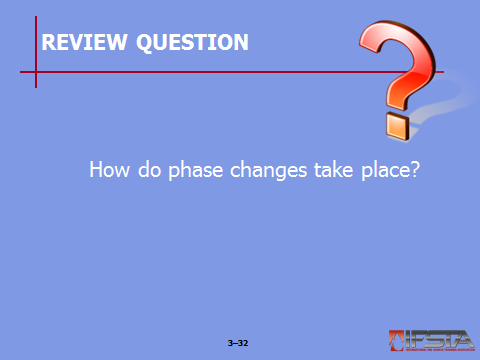 REVIEW QUESTION
How do phase changes take place?
3–32
IFSTA